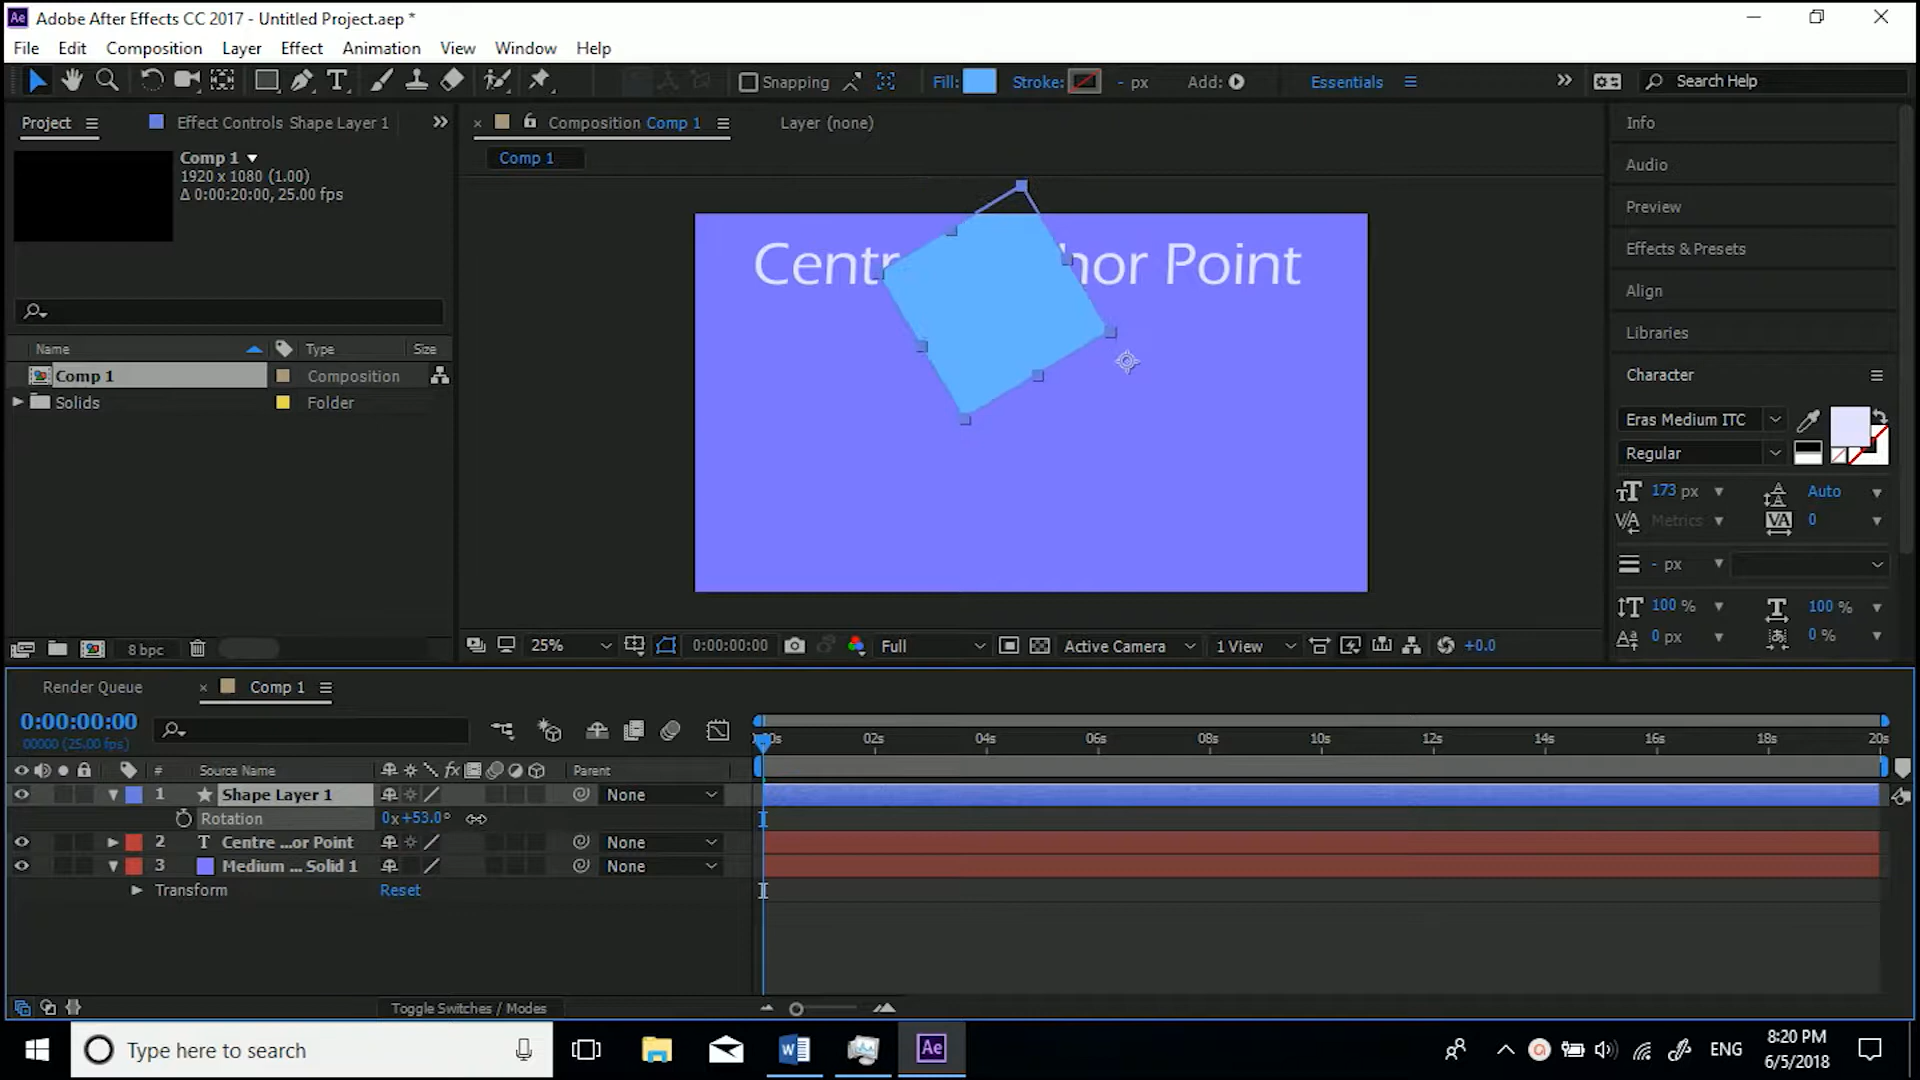 Ae Adobe After Effects CC 2017 - Untitled Project.aep *
File Edit Composition Layer Effect Animation View Window Help
Snapping Fill: Stroke: - px Add: Essentials Search Help
Project Effect Controls Shape Layer 1
Composition Comp 1 Layer (none)
Comp 1
1920 x 1080 (1.00)
Δ 0:00:20:00, 25.00 fps
Comp 1
Centr hor Point
Name Type Size
Comp 1 Composition
Solids Folder
8 bpc
25% 0:00:00:00 Full Active Camera 1 View +0.0
Info
Audio
Preview
Effects & Presets
Align
Libraries
Character
Eras Medium ITC
Regular
173 px Auto
Metrics 0
- px
100 % 100 %
0 px 0 %
Render Queue Comp 1
0:00:00:00
00000 (25.00 fps)
02s 04s 06s 08s 10s 12s 14s 16s 18s 20s
# Source Name fx Parent
1 Shape Layer 1 None
Rotation 0x+53.0°
2 T Centre ...or Point None
3 Medium ... Solid 1 None
Transform Reset
Toggle Switches / Modes
Type here to search
Ae
ENG
8:20 PM
6/5/2018